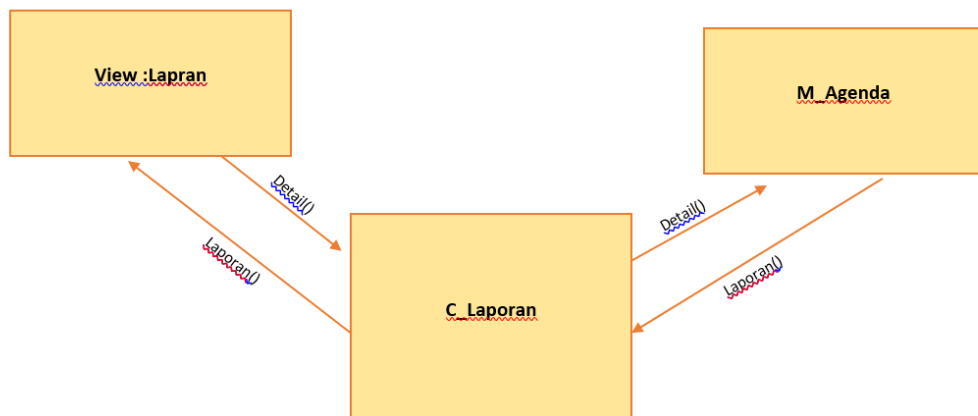 View :Lapran
M_Agenda
Detail()
Laporan()
Detail()
Laporan()
C_Laporan